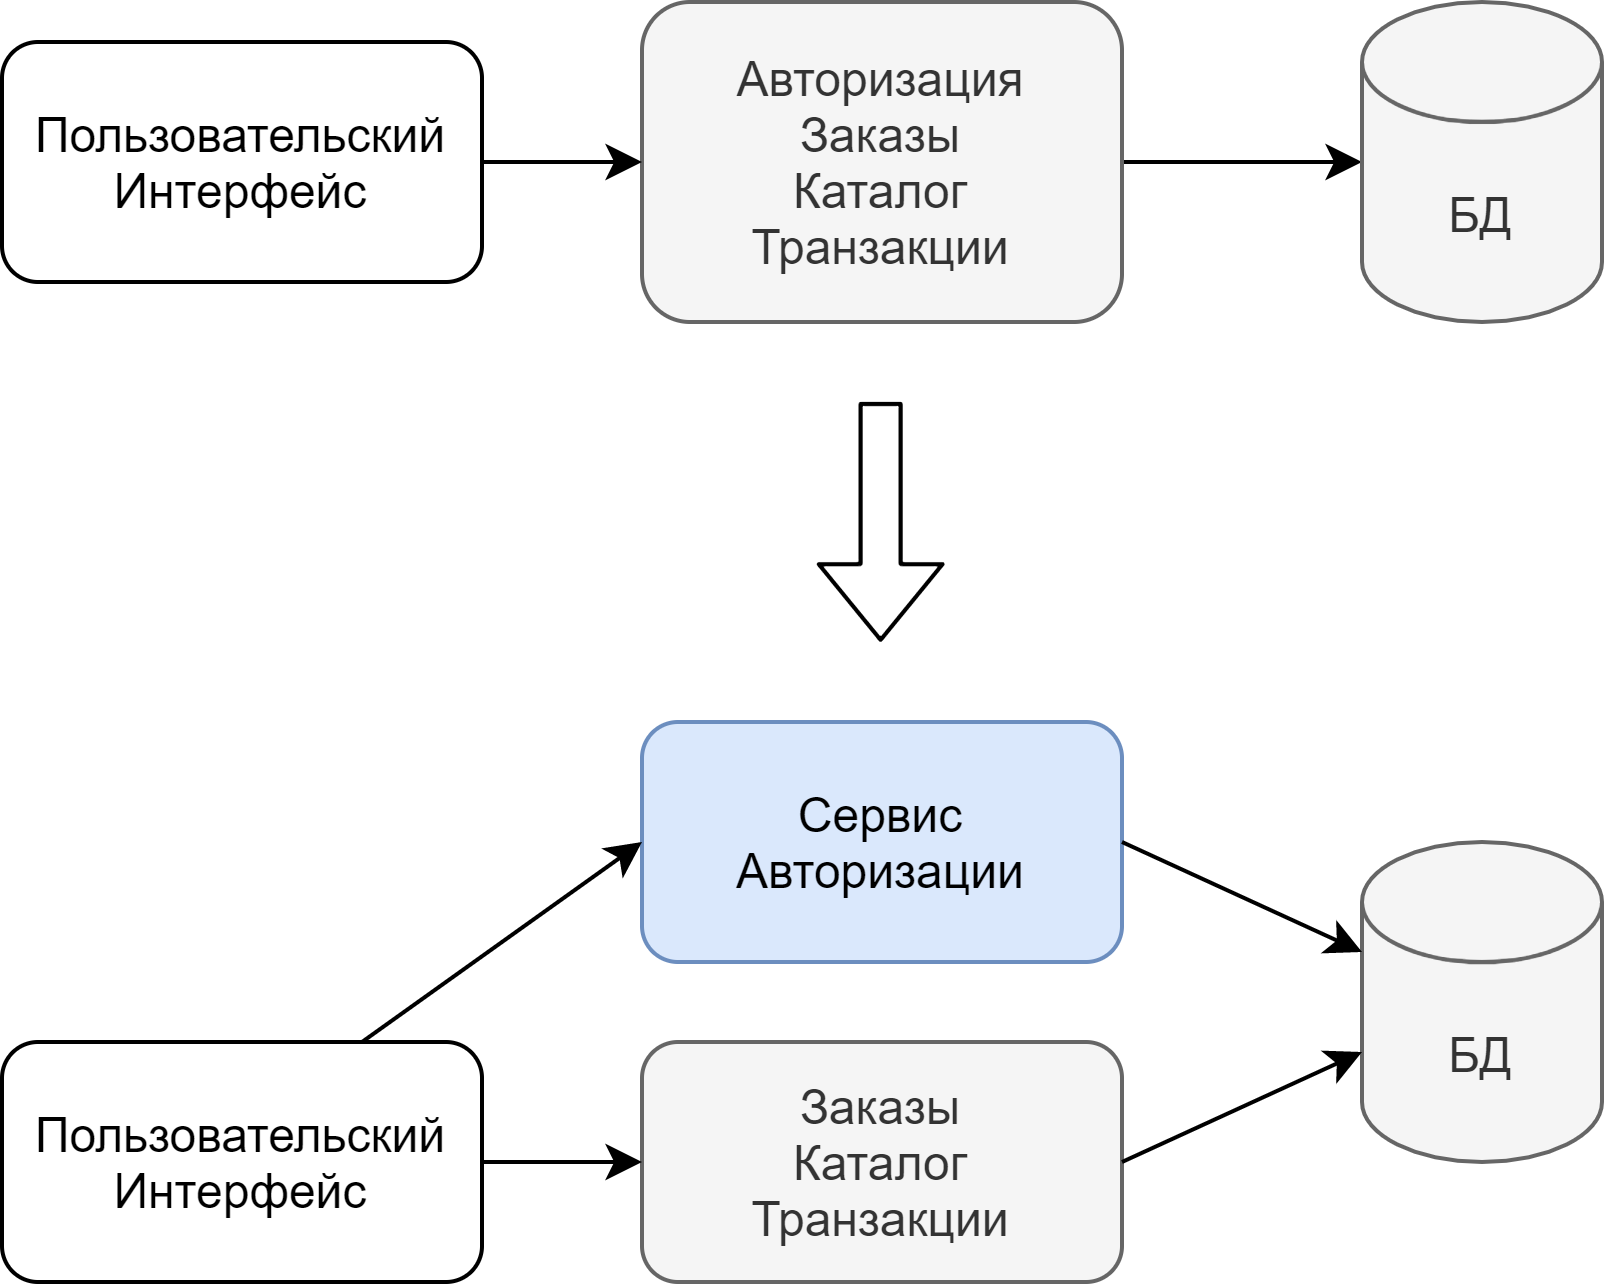 Пользовательский
Интерфейс
Авторизация
Заказы
Каталог
Транзакции
БД
Сервис
Авторизации
Пользовательский
Интерфейс
Заказы
Каталог
Транзакции
БД